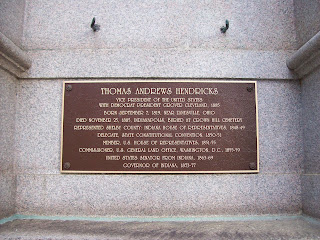 THOMAS ANDREWS HENDRICKS
VICE PRESIDENT OF THE UNITED STATES
WITH DEMOCRAT PRESIDENT GROVER CLEVELAND, 1885
BORN SEPTEMBER 7, 1819, NEAR ZANESVILLE, OHIO
DIED NOVEMBER 25, 1885, INDIANAPOLIS, BURIED AT CROWN HILL CEMETERY
REPRESENTED SHELBY COUNTY, INDIANA HOUSE OF REPRESENTATIVES, 1848-49
DELEGATE, STATE CONSTITUTIONAL CONVENTION, 1850-51
MEMBER, U.S. HOUSE OF REPRESENTATIVES, 1851-55
COMMISSIONER, U.S. GENERAL LAND OFFICE, WASHINGTON, D.C., 1855-59
UNITED STATES SENATOR FROM INDIANA, 1863-69
GOVERNOR OF INDIANA, 1873-77